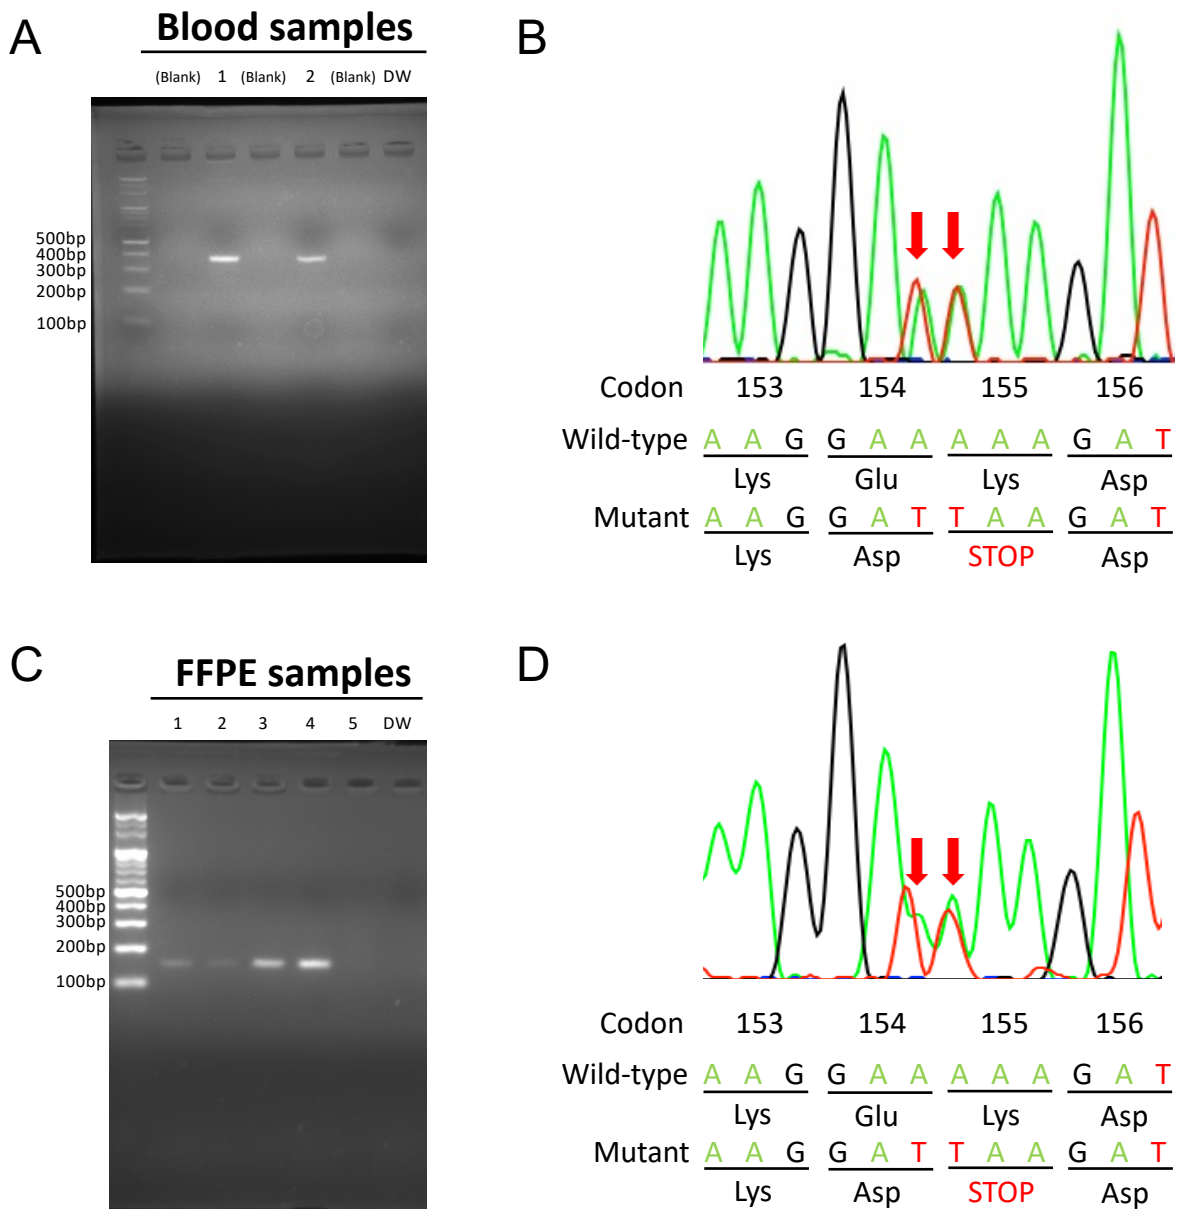 A
Blood samples
(Blank) 1 (Blank) 2 (Blank) DW
500bp
400bp
300bp
200bp
100bp
B
Codon 153 154 155 156
Wild-type A A G G A A A A A G A T
Lys Glu Lys Asp
Mutant A A G G A T T A A G A T
Lys Asp STOP Asp
C
FFPE samples
1 2 3 4 5 DW
500bp
400bp
300bp
200bp
100bp
D
Codon 153 154 155 156
Wild-type A A G G A A A A A G A T
Lys Glu Lys Asp
Mutant A A G G A T T A A G A T
Lys Asp STOP Asp